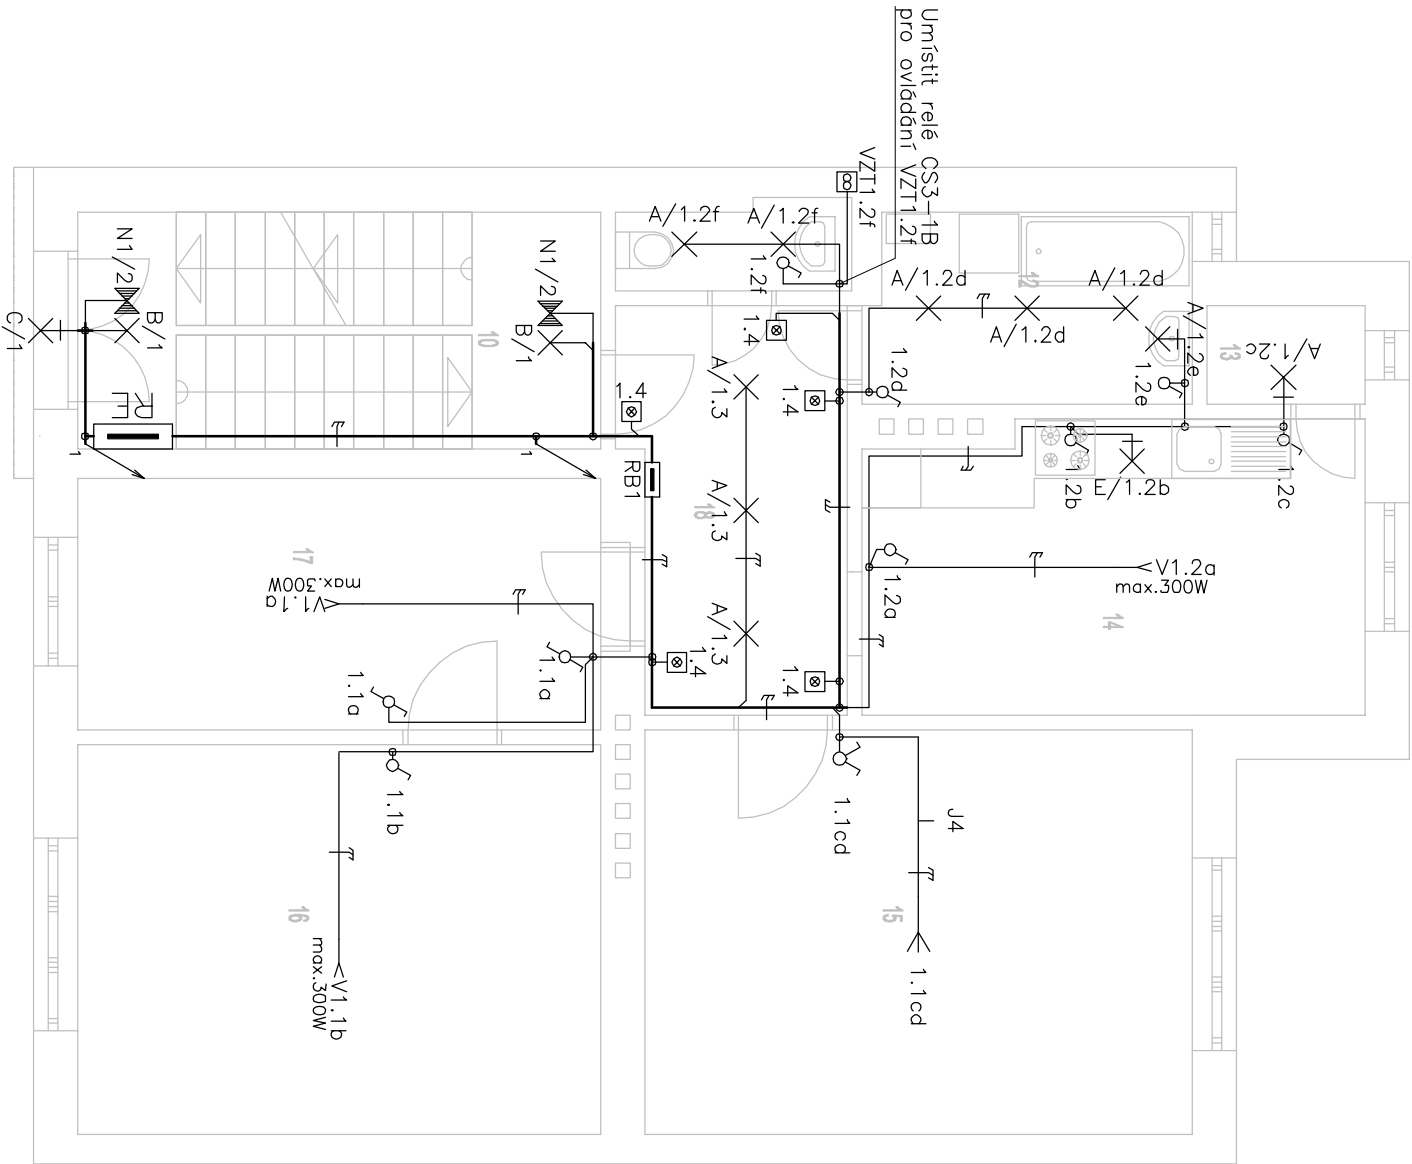 Umístit relé CS3-1B
pro ovládání VZT1.2f
VZT1.2f
A/1.2f
A/1.2f
1.2f
12
A/1.2d
A/1.2d
A/1.2d
A/1.2e
1.2e
13
A/1.2c
N1/2
B/1
C/1
RE
1
10
N1/2
B/1
1
1.4
1.4
1.4
1.2d
A/1.3
RB1
18
A/1.3
A/1.3
1.4
1.4
1.2b
E/1.2b
1.2c
V1.2a
max.300W
1.2a
14
17
max.300W
V1.1a
1.1a
1.1a
1.1b
16
V1.1b
max.300W
1.1cd
J4
15
1.1cd